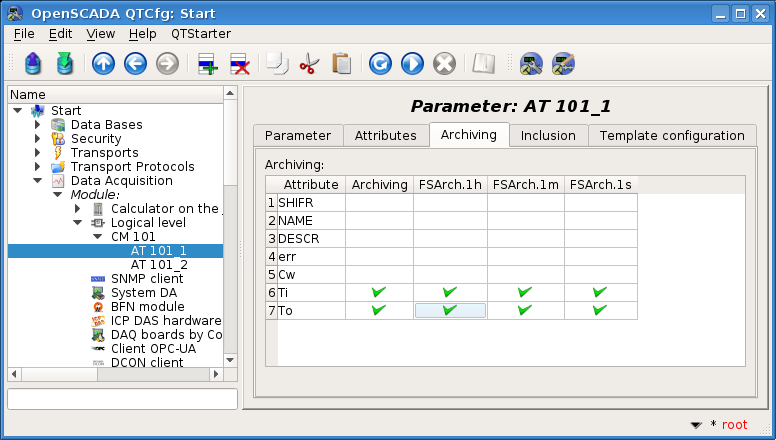 OpenSCADA QTCfg: Start
File Edit View Help QTStarter
Name
Start
Data Bases
Security
Transports
Transport Protocols
Data Acquisition
Module:
Calculator on the
Logical level
CM 101
AT 101_1
AT 101_2
SNMP client
System DA
BFN module
ICP DAS hardware
DAQ boards by Co
Client OPC-UA
DCON client
Parameter: AT 101_1
Parameter Attributes Archiving Inclusion Template configuration
Archiving:
Attribute Archiving FSArch.1h FSArch.1m FSArch.1s
1 SHIFR
2 NAME
3 DESCR
4 err
5 Cw
6 Ti
7 To
* root